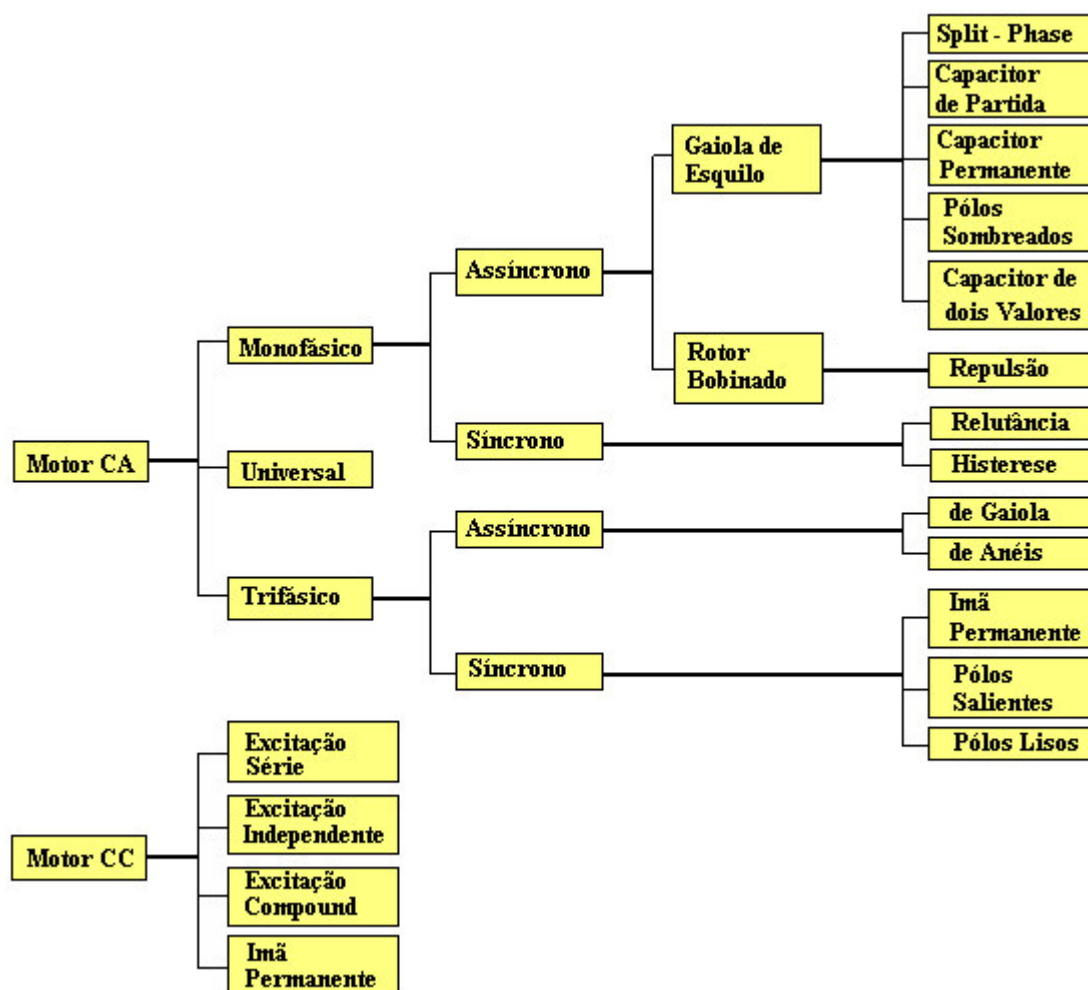 Split - Phase
Capacitor
de Partida
Gaiola de
Esquilo
Capacitor
Permanente
Pólos
Sombreados
Assíncrono
Capacitor de
dois Valores
Monofásico
Rotor
Bobinado
Repulsão
Síncrono
Relutância
Histerese
Motor CA
Universal
Assíncrono
de Gaiola
de Anéis
Trifásico
Imã
Permanente
Síncrono
Pólos
Salientes
Pólos Lisos
Excitação
Série
Excitação
Independente
Motor CC
Excitação
Compound
Imã
Permanente